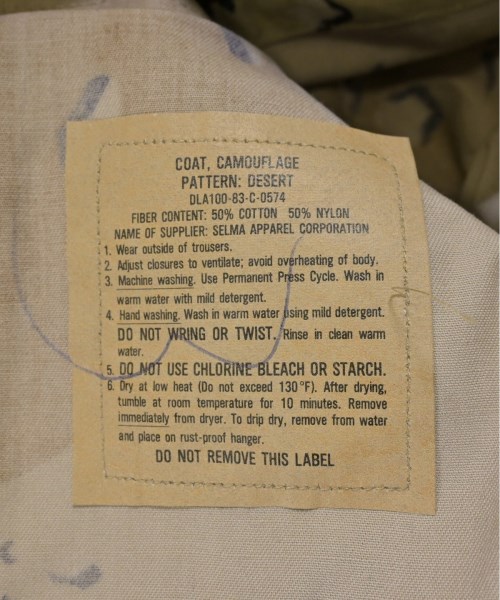 COAT, CAMOUFLAGE
PATTERN: DESERT
DLA100-83-C-0574
FIBER CONTENT: 50% COTTON 50% NYLON
NAME OF SUPPLIER: SELMA APPAREL CORPORATION
1. Wear outside of trousers.
2. Adjust closures to ventilate; avoid overheating of body.
3. Machine washing. Use Permanent Press Cycle. Wash in
warm water with mild detergent.
4. Hand washing. Wash in warm water using mild detergent.
DO NOT WRING OR TWIST. Rinse in clean warm
water.
5. DO NOT USE CHLORINE BLEACH OR STARCH.
6. Dry at low heat (Do not exceed 130°F). After drying,
tumble at room temperature for 10 minutes. Remove
immediately from dryer. To drip dry, remove from water
and place on rust-proof hanger.
DO NOT REMOVE THIS LABEL